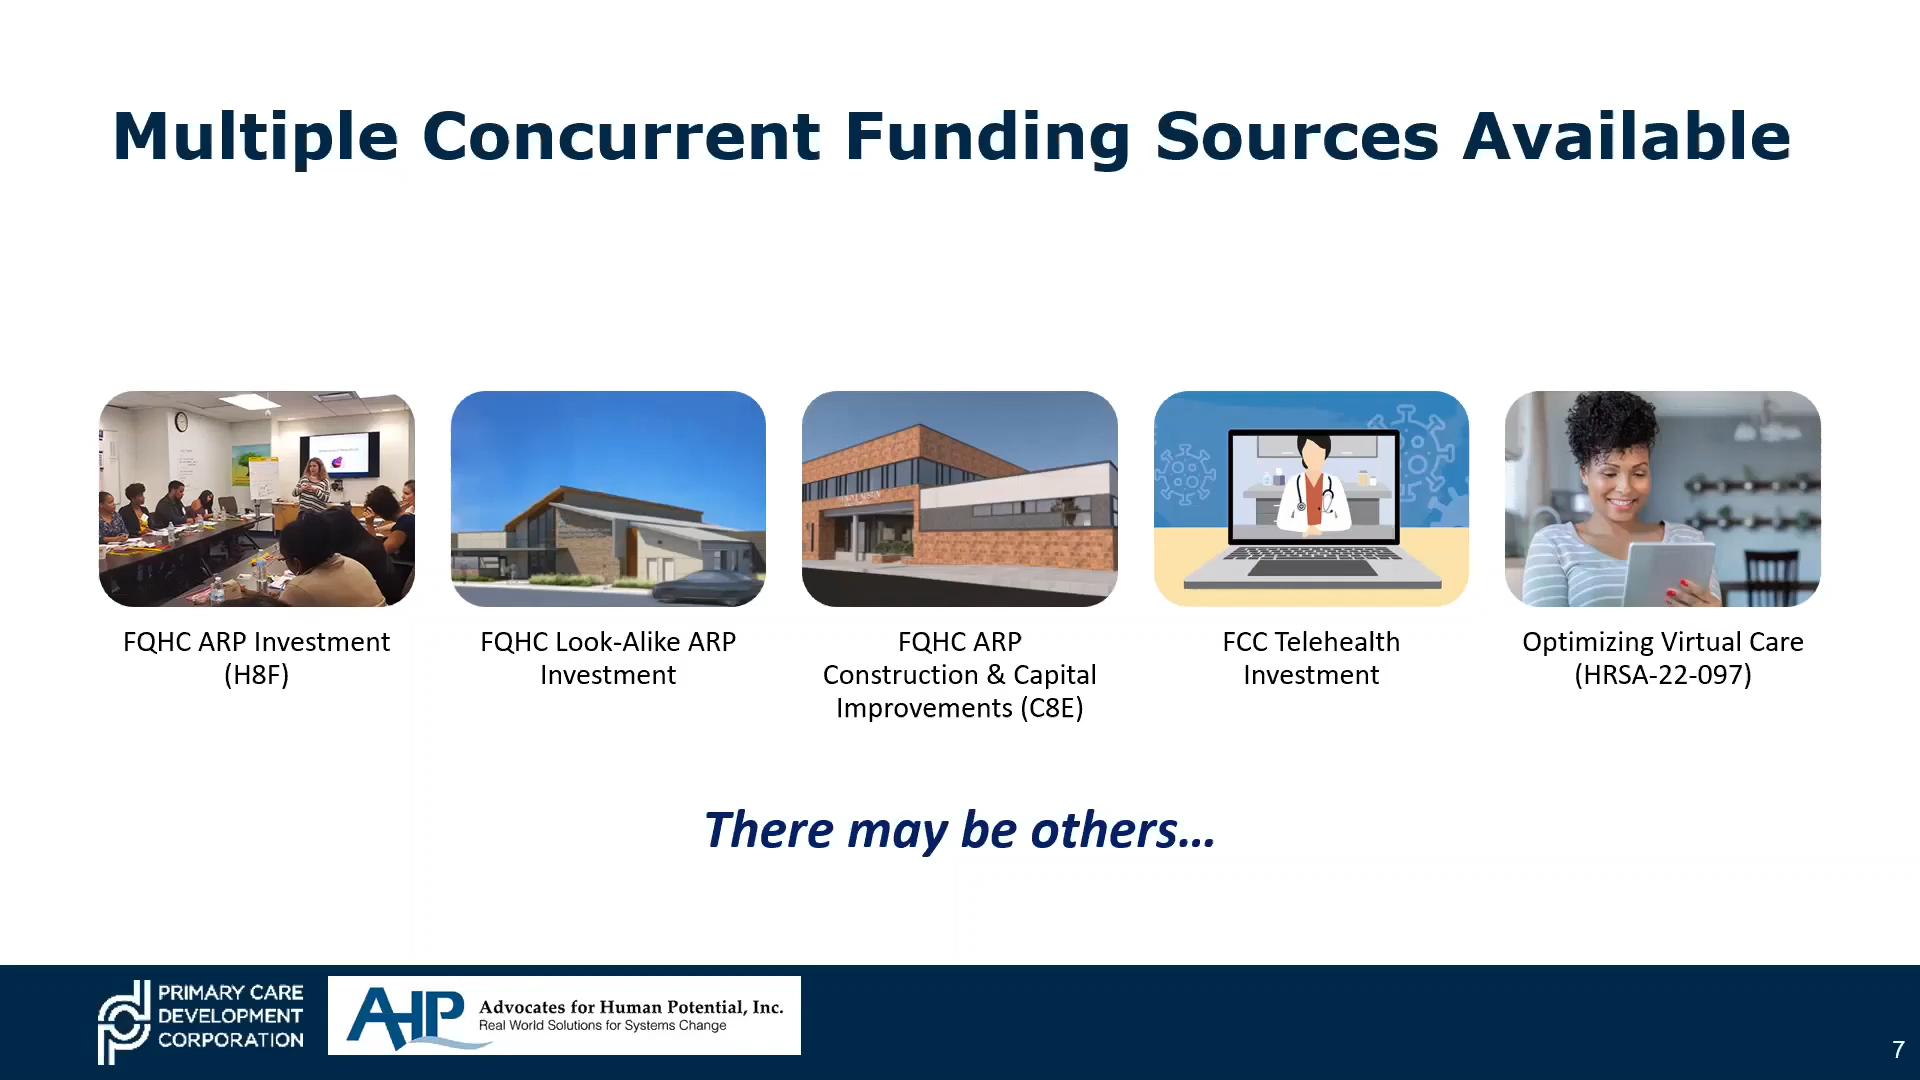 Multiple Concurrent Funding Sources Available
FQHC ARP Investment
(H8F)
FQHC Look-Alike ARP
Investment
FQHC ARP
Construction & Capital
Improvements (C8E)
FCC Telehealth
Investment
Optimizing Virtual Care
(HRSA-22-097)
There may be others…
PRIMARY CARE
DEVELOPMENT
CORPORATION
AHP
Advocates for Human Potential, Inc.
Real World Solutions for Systems Change
7